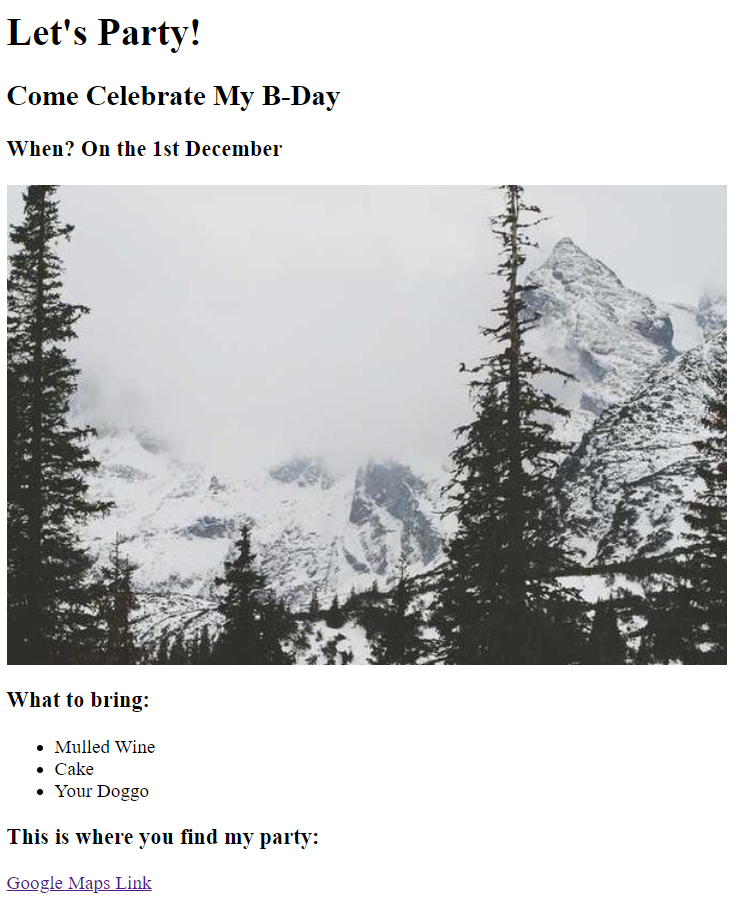 Let's Party!
Come Celebrate My B-Day
When? On the 1st December
What to bring:
Mulled Wine
Cake
Your Doggo
This is where you find my party:
Google Maps Link